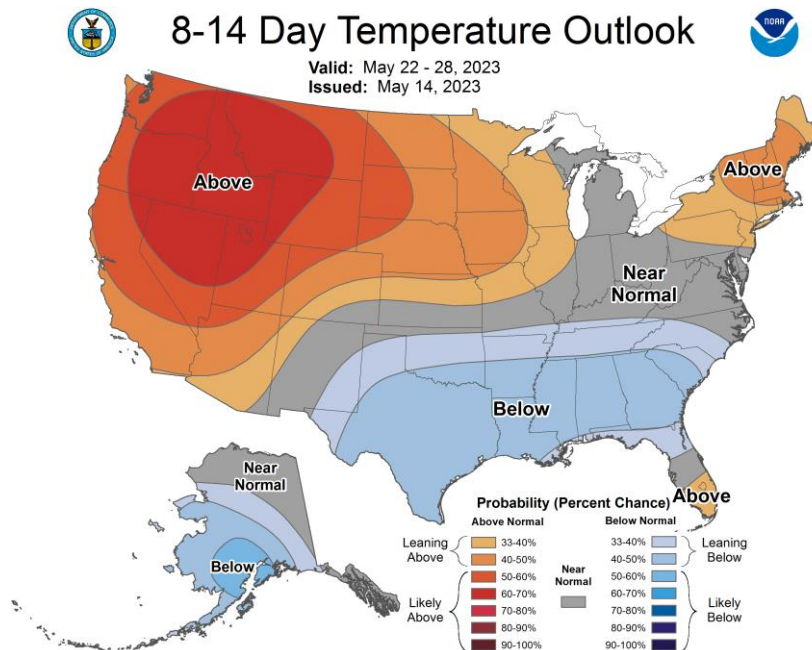 8-14 Day Temperature Outlook
NOAA
Valid: May 22 - 28, 2023
Issued: May 14, 2023
Above
Above
Near
Normal
Below
Near
Normal
Below
Above
Probability (Percent Chance)
Above Normal
Below Normal
Leaning
Above
33-40%
40-50%
Likely
Above
50-60%
60-70%
70-80%
80-90%
90-100%
Near
Normal
33-40%
40-50%
Leaning
Below
50-60%
60-70%
70-80%
80-90%
90-100%
Likely
Below